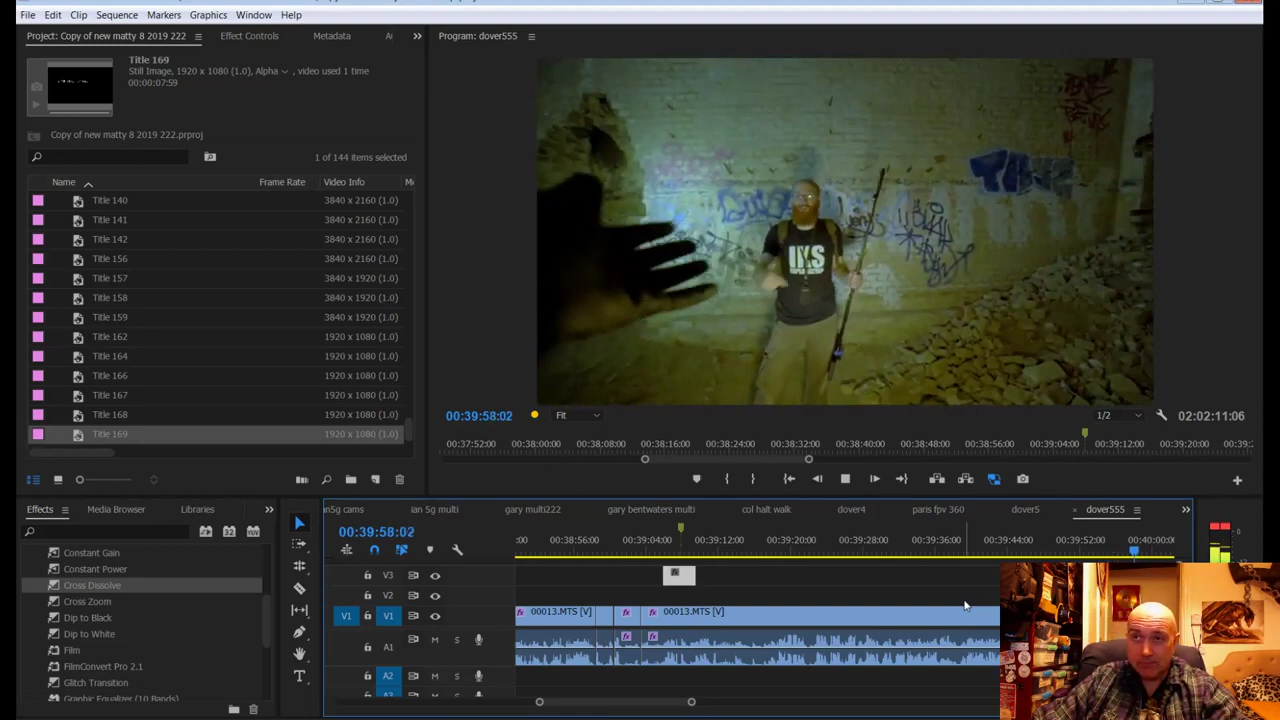 File Edit Clip Sequence Markers Graphics Window Help
Project: Copy of new matty 8 2019 222
Effect Controls
Metadata
Program: dover555
Title 169
Still Image, 1920 x 1080 (1.0), Alpha , video used 1 time
00:00:07:59
Copy of new matty 8 2019 222.prproj
1 of 144 items selected
Name Frame Rate Video Info
Title 140 3840 x 2160 (1.0)
Title 141 3840 x 2160 (1.0)
Title 142 3840 x 2160 (1.0)
Title 156 3840 x 2160 (1.0)
Title 157 3840 x 1920 (1.0)
Title 158 3840 x 1920 (1.0)
Title 159 3840 x 1920 (1.0)
Title 162 1920 x 1080 (1.0)
Title 164 1920 x 1080 (1.0)
Title 166 1920 x 1080 (1.0)
Title 167 1920 x 1080 (1.0)
Title 168 1920 x 1080 (1.0)
Title 169 1920 x 1080 (1.0)
IKS
00:39:58:02 Fit 1/2 02:02:11:06
00:37:52:00 00:38:00:00 00:38:08:00 00:38:16:00 00:38:24:00 00:38:32:00 00:38:40:00 00:38:48:00 00:38:56:00 00:39:04:00 00:39:12:00 00:39:20:00 00:39:2
Effects Media Browser Libraries
Constant Gain
Constant Power
Cross Dissolve
Cross Zoom
Dip to Black
Dip to White
Film
FilmConvert Pro 2.1
Glitch Transition
Graphic Equalizer (10 Bands)
ian5g cams ian 5g multi gary multi222 gary bentwaters multi col halt walk dover4 paris fpv 360 dover5 dover555
00:39:58:02
:00 00:38:56:00 00:39:04:00 00:39:12:00 00:39:20:00 00:39:28:00 00:39:36:00 00:39:44:00 00:39:52:00 00:40:00:00
V3 fx
V2
V1 V1 fx 00013.MTS [V] fx fx 00013.MTS [V]
A1 M S fx fx
A2 M S